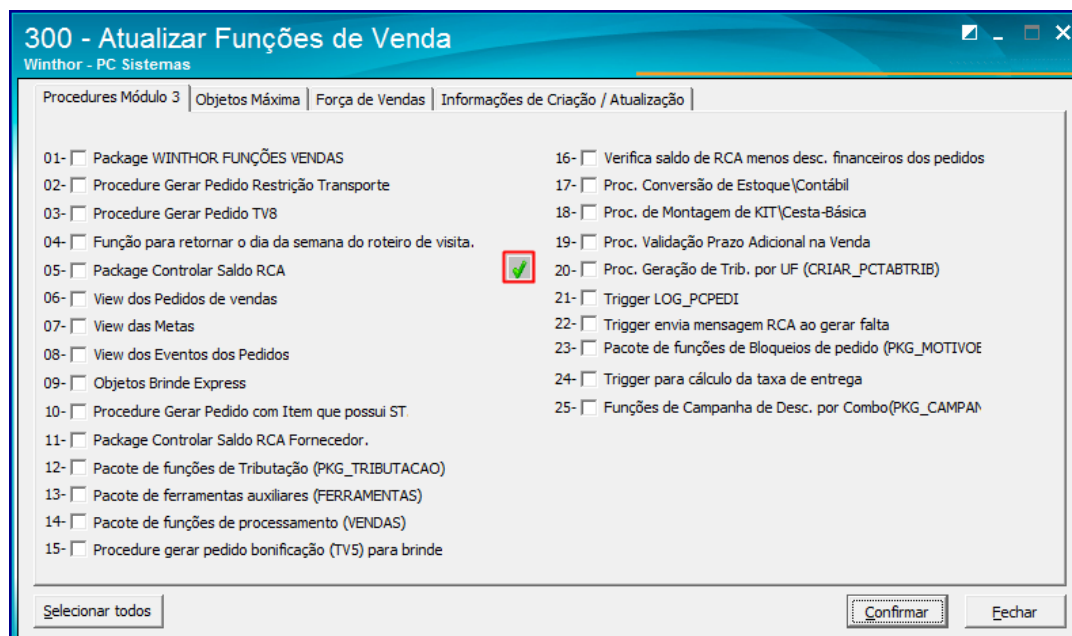 300 - Atualizar Funções de Venda
Winthor - PC Sistemas
Procedures Módulo 3
Objetos Máxima
Força de Vendas
Informações de Criação / Atualização
01- Package WINTHOR FUNÇÕES VENDAS
02- Procedure Gerar Pedido Restrição Transporte
03- Procedure Gerar Pedido TV8
04- Função para retornar o dia da semana do roteiro de visita.
05- Package Controlar Saldo RCA
06- View dos Pedidos de vendas
07- View das Metas
08- View dos Eventos dos Pedidos
09- Objetos Brinde Express
10- Procedure Gerar Pedido com Item que possui ST.
11- Package Controlar Saldo RCA Fornecedor.
12- Pacote de funções de Tributação (PKG_TRIBUTACAO)
13- Pacote de ferramentas auxiliares (FERRAMENTAS)
14- Pacote de funções de processamento (VENDAS)
15- Procedure gerar pedido bonificação (TV5) para brinde
16- Verifica saldo de RCA menos desc. financeiros dos pedidos
17- Proc. Conversão de Estoque\Contábil
18- Proc. de Montagem de KIT\Cesta-Básica
19- Proc. Validação Prazo Adicional na Venda
20- Proc. Geração de Trib. por UF (CRIAR_PCTABTRIB)
21- Trigger LOG_PCPEDI
22- Trigger envia mensagem RCA ao gerar falta
23- Pacote de funções de Bloqueios de pedido (PKG_MOTIVOE
24- Trigger para cálculo da taxa de entrega
25- Funções de Campanha de Desc. por Combo(PKG_CAMPAN
Selecionar todos
Confirmar
Fechar